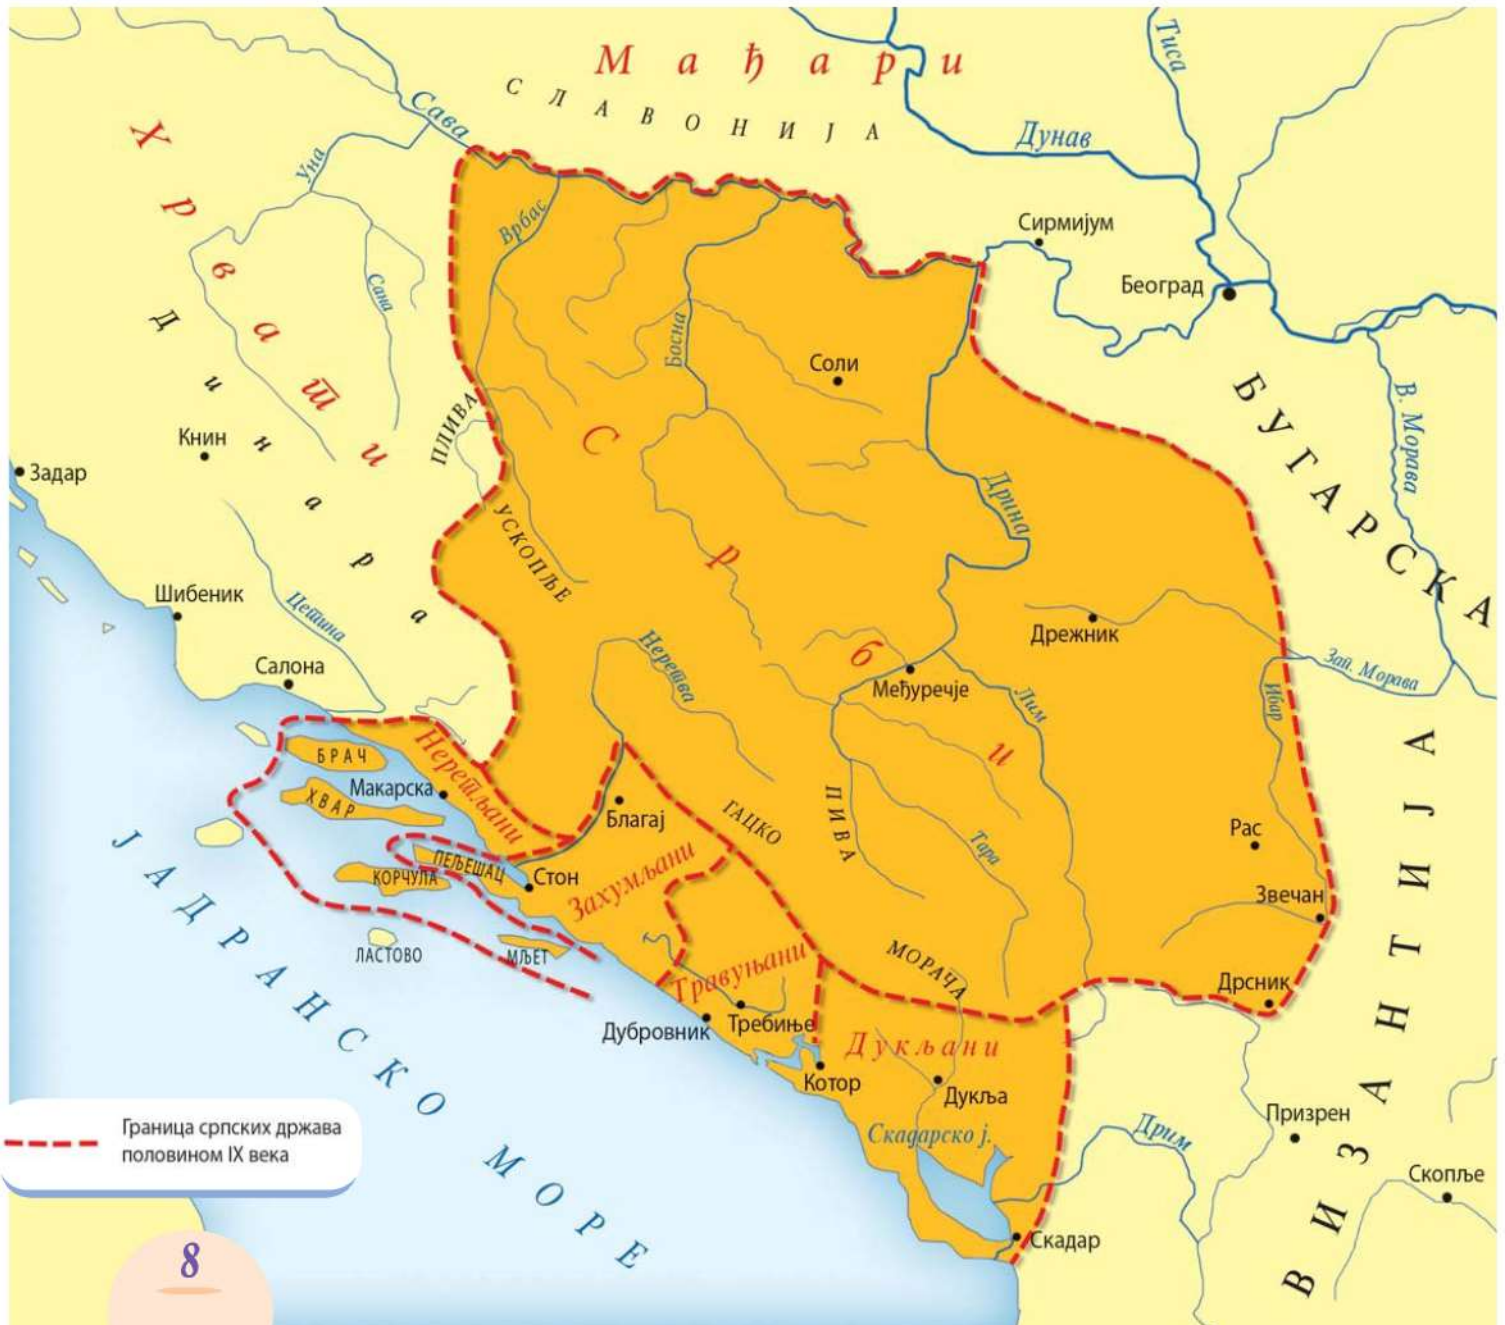 Мађари
СЛАВОНИЈА
Тиса
Дунав
Сава
Хрвати
Уна
Сана
Врбас
Сирмијум
Београд
Босна
Соли
динара
Книн
ПЛИВА
Задар
Срби
БУГАРСКА
В. Морава
Дрина
УСКОПЉЕ
Шибеник
Цетина
Дрежник
Салона
Неретва
Међуречје
Лим
Зап. Морава
Ибар
БРАЧ
Неретљани
ХВАР
Макарска
Благај
ГАЦКО
ПИВА
Тара
Рас
ПЕЉЕШАЦ
КОРЧУЛА
Стон
Захумљани
Звечан
ЛАСТОВО
МЉЕТ
МОРАЧА
Травуњани
Дрсник
Дубровник
Требиње
Дукљани
Котор
Дукља
ЈАДРАНСКО МОРЕ
ВИЗАНТИЈА
Скадарско ј.
Дрим
Призрен
Скопље
Скадар
Граница српских држава
половином IX века
8